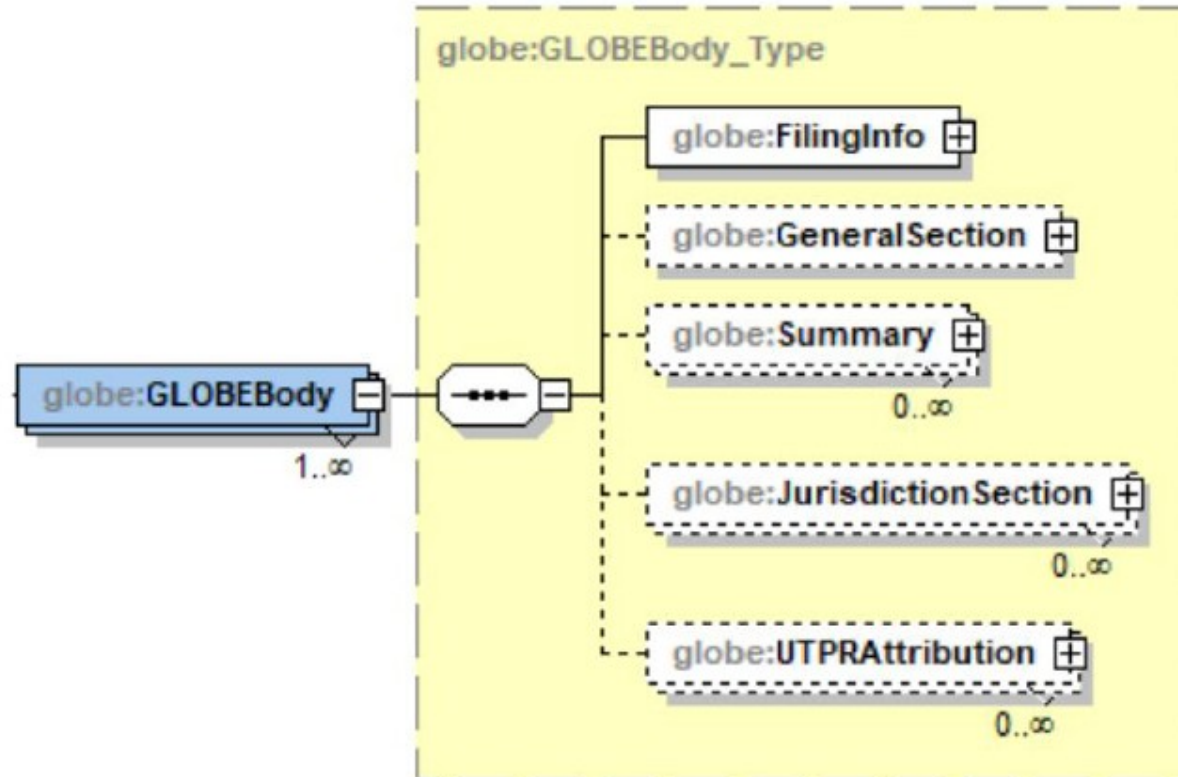 globe:GLOBEBody_Type
globe:FilingInfo
globe:GeneralSection
globe:Summary
0..∞
globe:GLOBEBody
1..∞
globe:JurisdictionSection
0..∞
globe:UTPRAttribution
0..∞